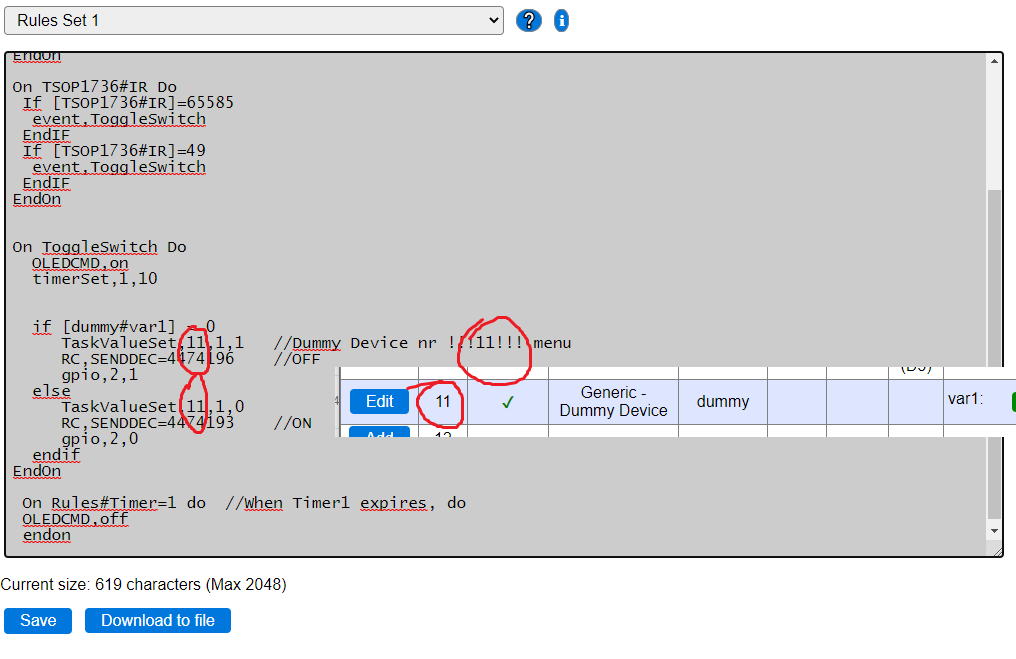 Rules Set 1
EndOn
On TSOP1736#IR Do
If [TSOP1736#IR]=65585
event,ToggleSwitch
EndIF
If [TSOP1736#IR]=49
event,ToggleSwitch
EndIF
EndOn
On ToggleSwitch Do
OLEDCMD,on
timerSet,1,10
if [dummy#var1] = 0
TaskValueSet,11,1,1 //Dummy Device nr !!!11!!! menu
RC,SENDDEC=4474196 //OFF
gpio,2,1
else
TaskValueSet,11,1,0
RC,SENDDEC=4474193 //ON
gpio,2,0
endif
EndOn
On Rules#Timer=1 do //When Timer1 expires, do
OLEDCMD,off
endon
Edit 11 ✓ Generic - Dummy Device dummy var1:
Add 12
Current size: 619 characters (Max 2048)
Save Download to file